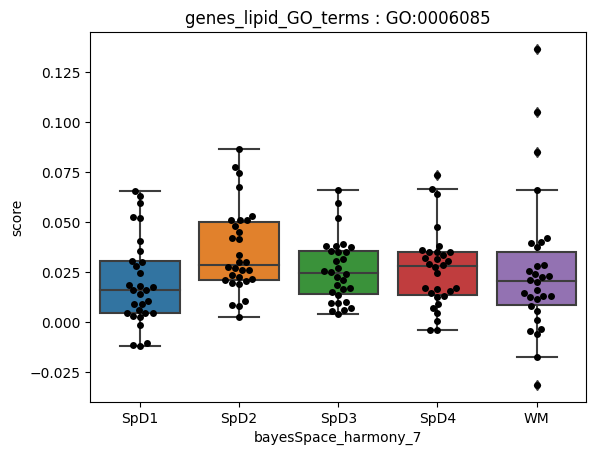 genes_lipid_GO_terms : GO:0006085
0.125
0.100
0.075
0.050
0.025
0.000
−0.025
score
SpD1 SpD2 SpD3 SpD4 WM
bayesSpace_harmony_7